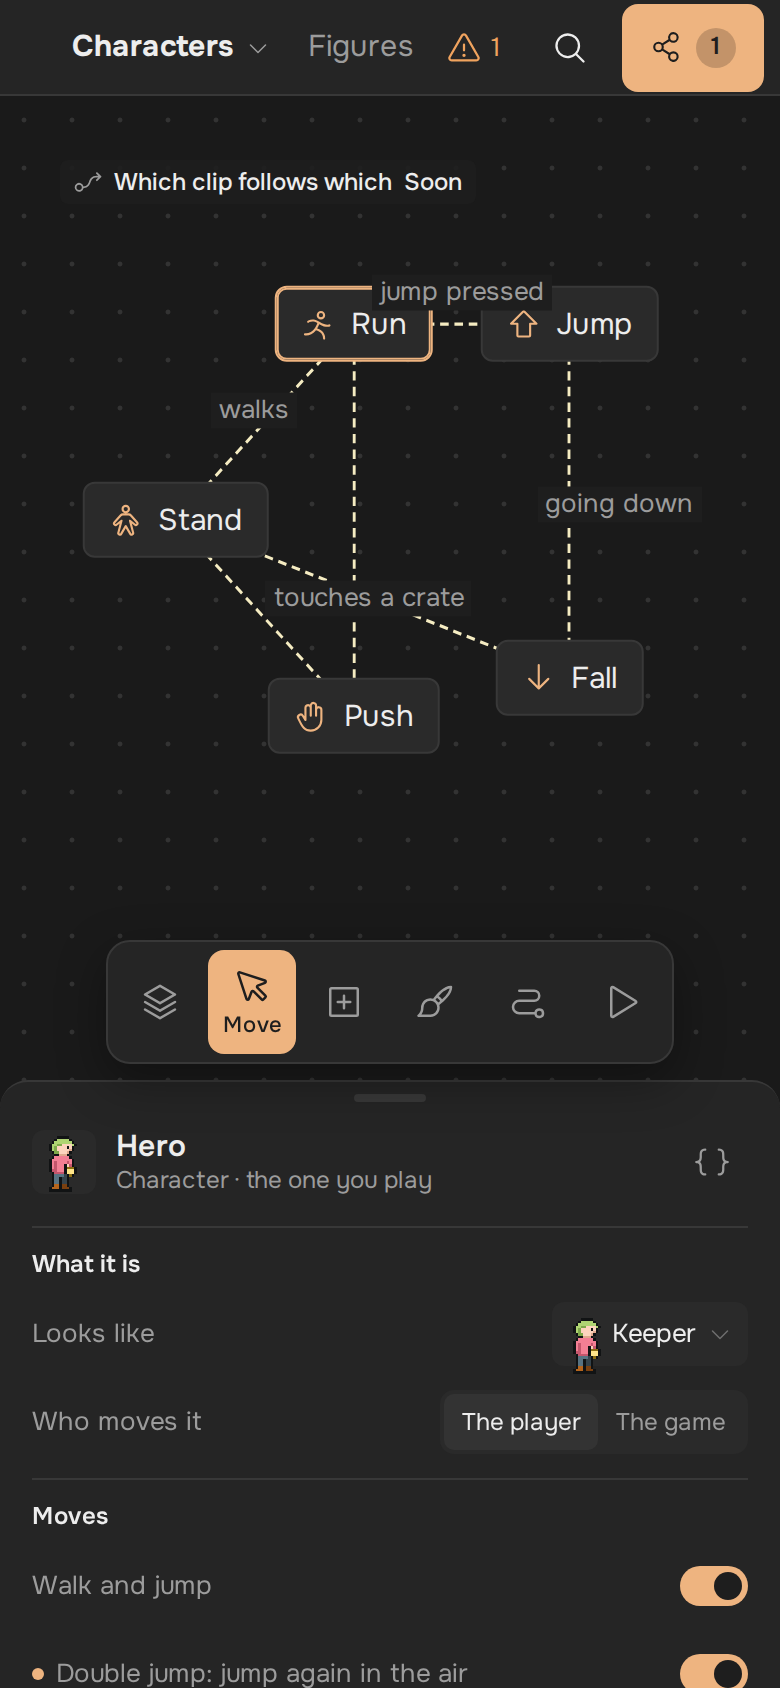 Characters Figures 1 1
Which clip follows which Soon
jump pressed
Run Jump
walks
going down
Stand
touches a crate
Fall
Push
Move
Hero
Character · the one you play
What it is
Looks like Keeper
Who moves it The player The game
Moves
Walk and jump
Double jump: jump again in the air